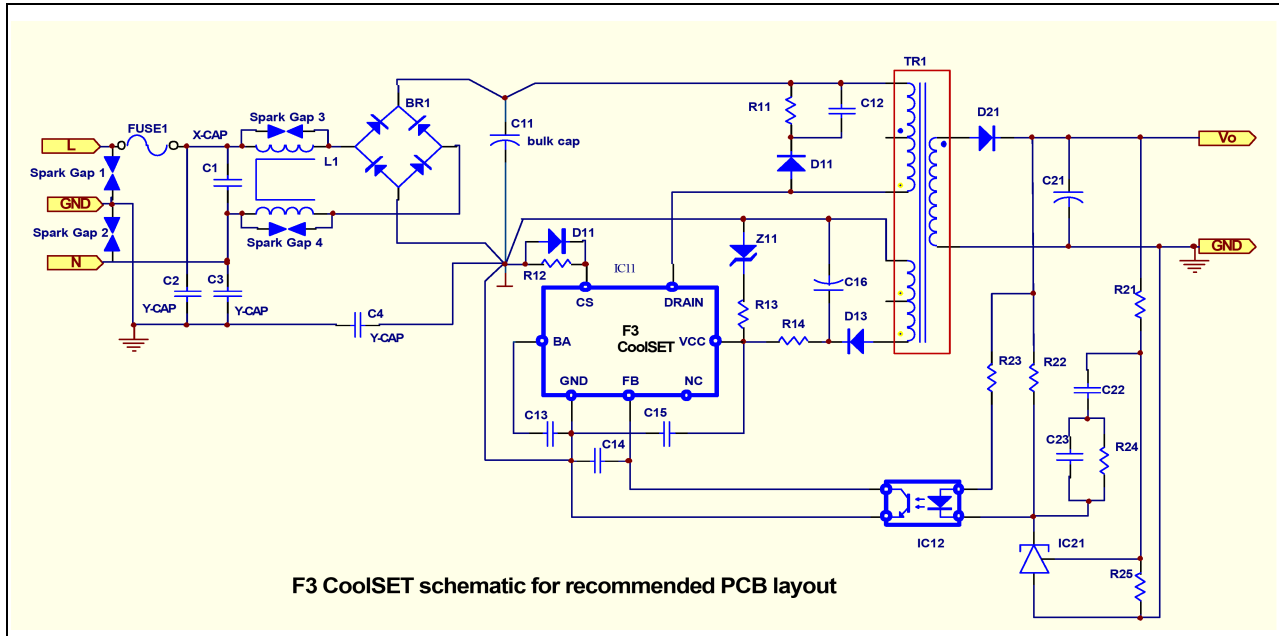 TR1
BR1
D21
R11
C12
Spark Gap 3
FUSE1
X-CAP
C11
bulk cap
L
Vo
C1
L1
D11
Spark Gap 1
C21
GND
Spark Gap 2
Spark Gap 4
D11
Z11
GND
N
R12
IC11
C2
C3
C16
R21
CS
DRAIN
Y-CAP
Y-CAP
C4
R13
R14
D13
Y-CAP
F3
CoolSET
BA
VCC
R23
R22
GND
FB
NC
C22
C13
C15
C23
R24
C14
IC12
IC21
R25
F3 CoolSET schematic for recommended PCB layout